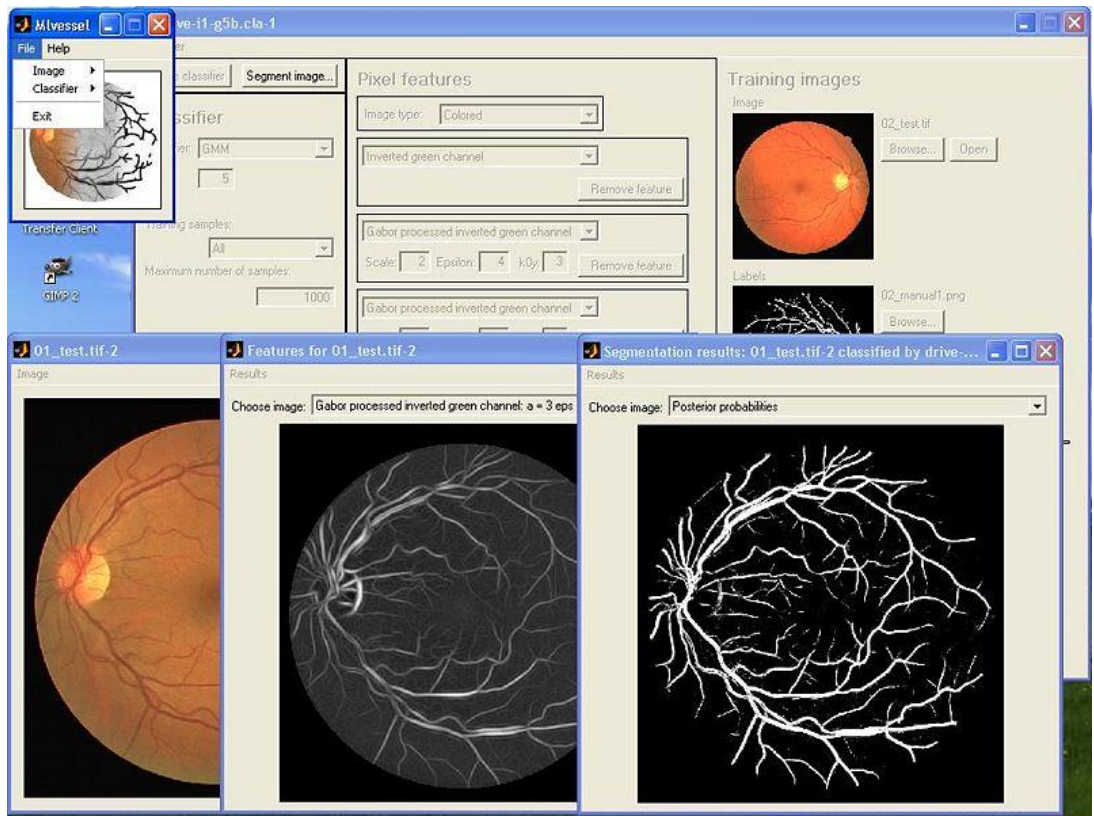 Mlvessel
File Help
Image
Classifier
Exit
ve-i1-g5b.cla-1
classifier
Segment image...
ssifier
GMM
5
samples:
All
Maximum number of samples:
1000
Pixel features
Image type: Colored
Inverted green channel
Remove feature
Gabor processed inverted green channel
Scale: 2 Epsilon: 4 k0y: 3 Remove feature
Gabor processed inverted green channel
Training images
Image
02_test.tif
Browse... Open
Labels
02_manual1.png
Browse...
Transfer Client
GIMP 2
01_test.tif-2
Image
Features for 01_test.tif-2
Results
Choose image: Gabor processed inverted green channel: a = 3 eps
Segmentation results: 01_test.tif-2 classified by drive-...
Results
Choose image: Posterior probabilities